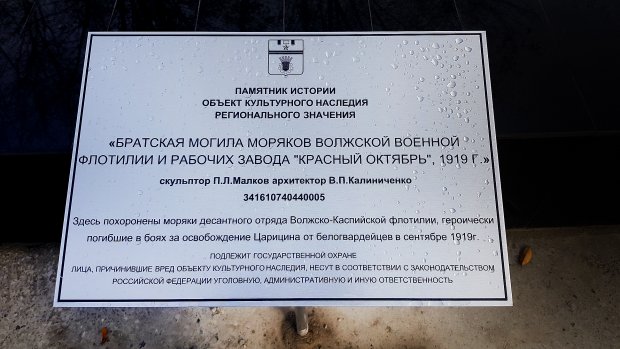 ПАМЯТНИК ИСТОРИИ
ОБЪЕКТ КУЛЬТУРНОГО НАСЛЕДИЯ
РЕГИОНАЛЬНОГО ЗНАЧЕНИЯ
«БРАТСКАЯ МОГИЛА МОРЯКОВ ВОЛЖСКОЙ ВОЕННОЙ
ФЛОТИЛИИ И РАБОЧИХ ЗАВОДА "КРАСНЫЙ ОКТЯБРЬ", 1919 Г.»
скульптор П.Л.Малков архитектор В.П.Калиниченко
341610740440005
Здесь похоронены моряки десантного отряда Волжско-Каспийской флотилии, героически
погибшие в боях за освобождение Царицина от белогвардейцев в сентябре 1919г.
ПОДЛЕЖИТ ГОСУДАРСТВЕННОЙ ОХРАНЕ
ЛИЦА, ПРИЧИНИВШИЕ ВРЕД ОБЪЕКТУ КУЛЬТУРНОГО НАСЛЕДИЯ, НЕСУТ В СООТВЕТСТВИИ С ЗАКОНОДАТЕЛЬСТВОМ
РОССИЙСКОЙ ФЕДЕРАЦИИ УГОЛОВНУЮ, АДМИНИСТРАТИВНУЮ И ИНУЮ ОТВЕТСТВЕННОСТЬ